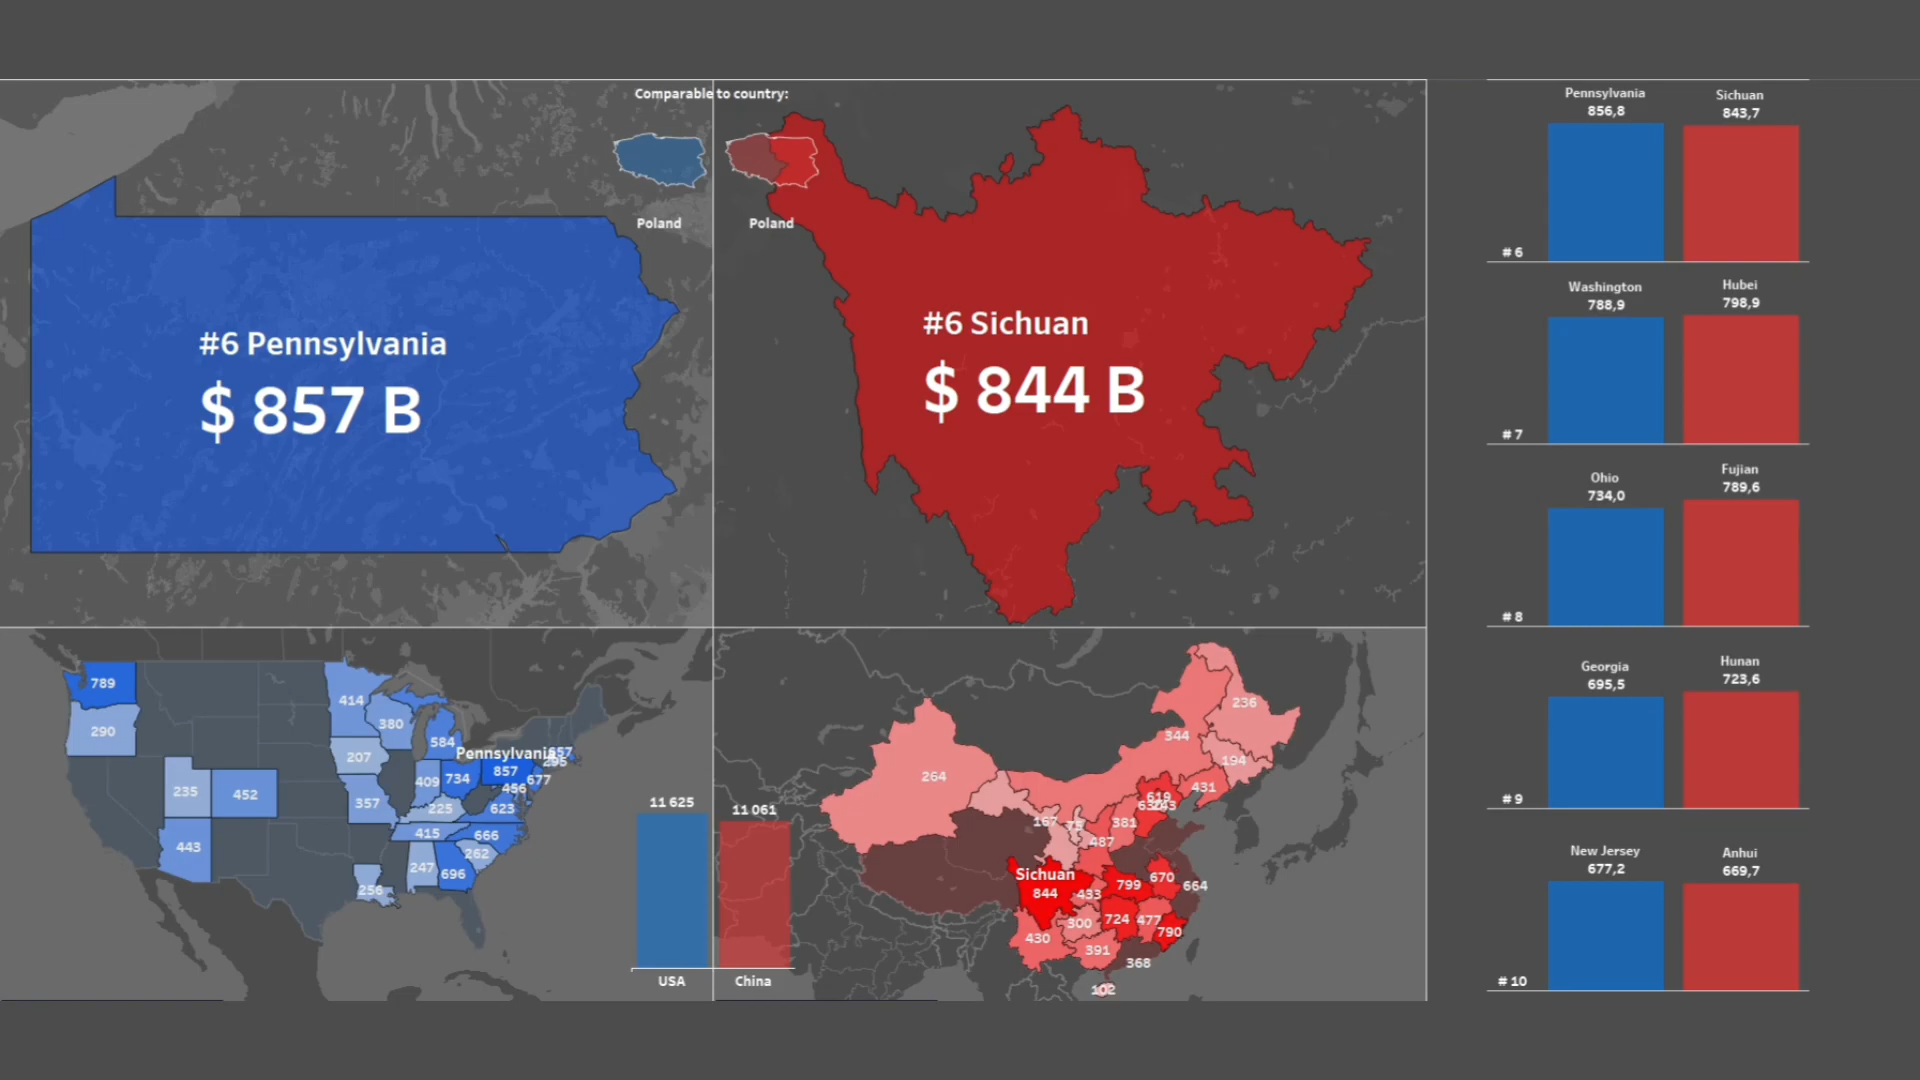 Comparable to country:
Poland
Poland
#6 Pennsylvania
$ 857 B
#6 Sichuan
$ 844 B
Pennsylvania
856,8
Sichuan
843,7
# 6
Washington
788,9
Hubei
798,9
# 7
Ohio
734,0
Fujian
789,6
# 8
Georgia
695,5
Hunan
723,6
# 9
New Jersey
677,2
Anhui
669,7
# 10
789
290
414
380
584
Pennsylvania
857
207
235
452
409
734
677
456
357
225
623
443
415
666
262
247
696
256
11 625
USA
11 061
China
236
344
194
264
431
619
167
381
487
Sichuan
844
433
799
670
664
300
724
477
790
430
391
368
102